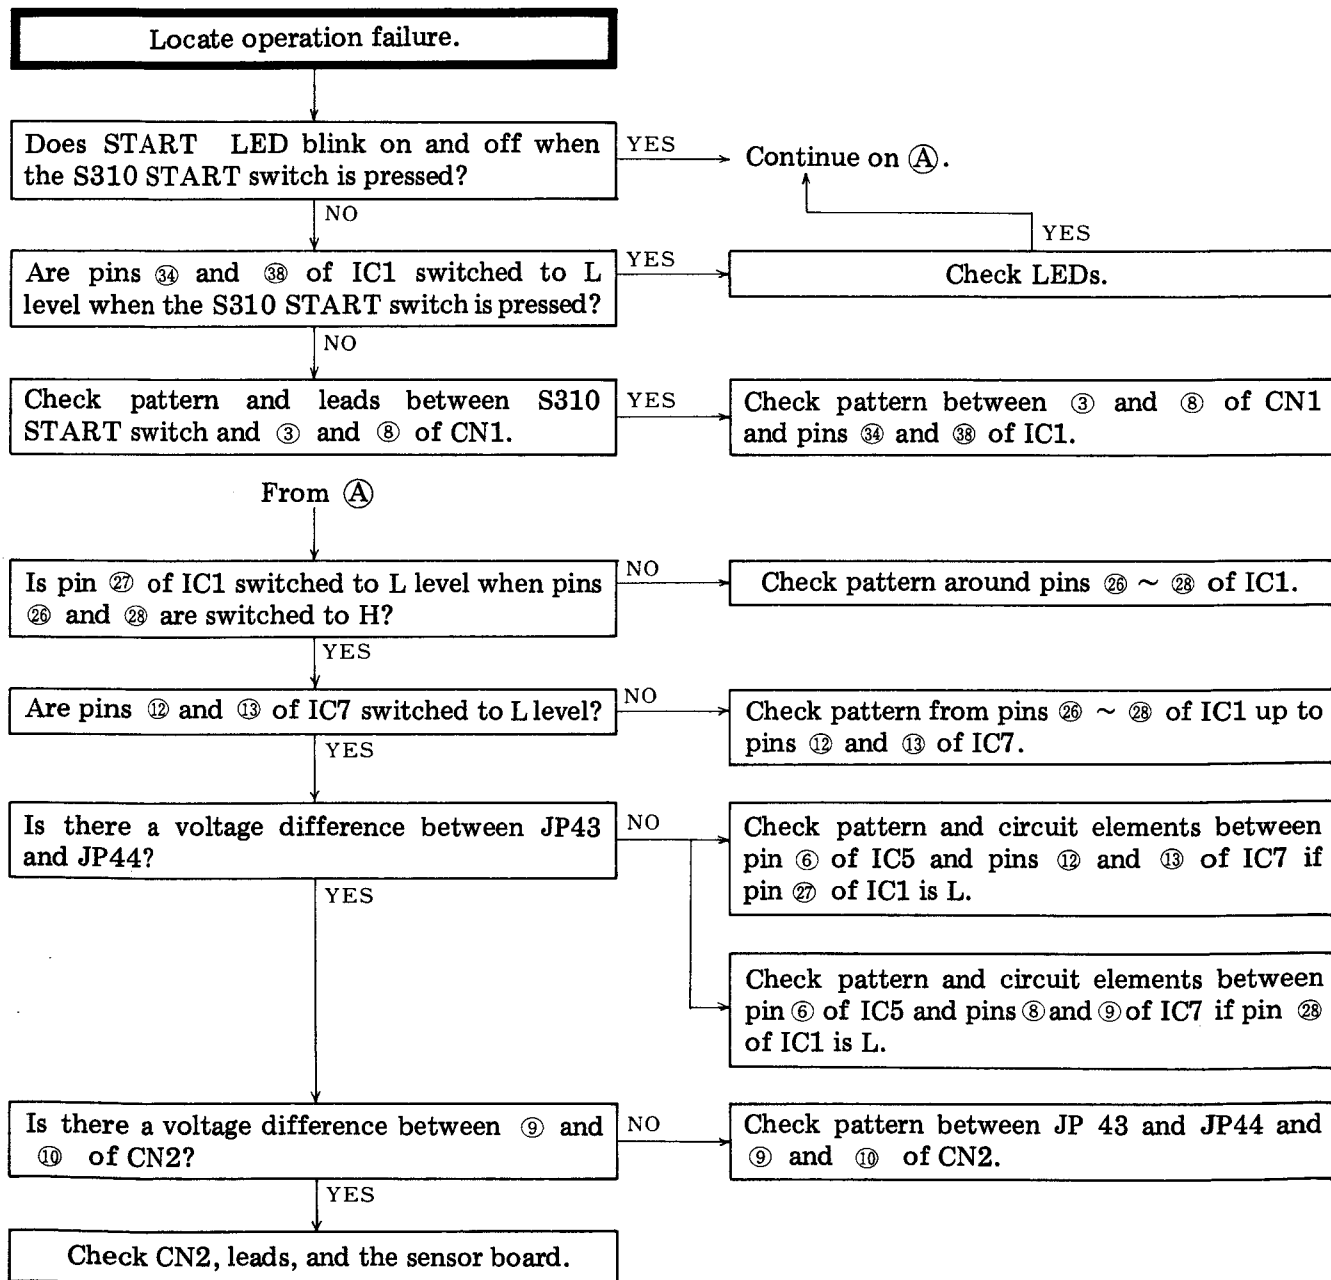 Locate operation failure.
Does START LED blink on and off when
the S310 START switch is pressed?
YES
Continue on Ⓐ.
NO
YES
Are pins ㉞ and ㊳ of IC1 switched to L
level when the S310 START switch is pressed?
YES
Check LEDs.
NO
Check pattern and leads between S310
START switch and ③ and ⑧ of CN1.
YES
Check pattern between ③ and ⑧ of CN1
and pins ㉞ and ㊳ of IC1.
From Ⓐ
Is pin ㉗ of IC1 switched to L level when pins
㉖ and ㉘ are switched to H?
NO
Check pattern around pins ㉖ ~ ㉘ of IC1.
YES
Are pins ⑫ and ⑬ of IC7 switched to L level?
NO
Check pattern from pins ㉖ ~ ㉘ of IC1 up to
pins ⑫ and ⑬ of IC7.
YES
Is there a voltage difference between JP43
and JP44?
NO
Check pattern and circuit elements between
pin ⑥ of IC5 and pins ⑫ and ⑬ of IC7 if
pin ㉗ of IC1 is L.
YES
Check pattern and circuit elements between
pin ⑥ of IC5 and pins ⑧ and ⑨ of IC7 if pin ㉘
of IC1 is L.
Is there a voltage difference between ⑨ and
⑩ of CN2?
NO
Check pattern between JP 43 and JP44 and
⑨ and ⑩ of CN2.
YES
Check CN2, leads, and the sensor board.